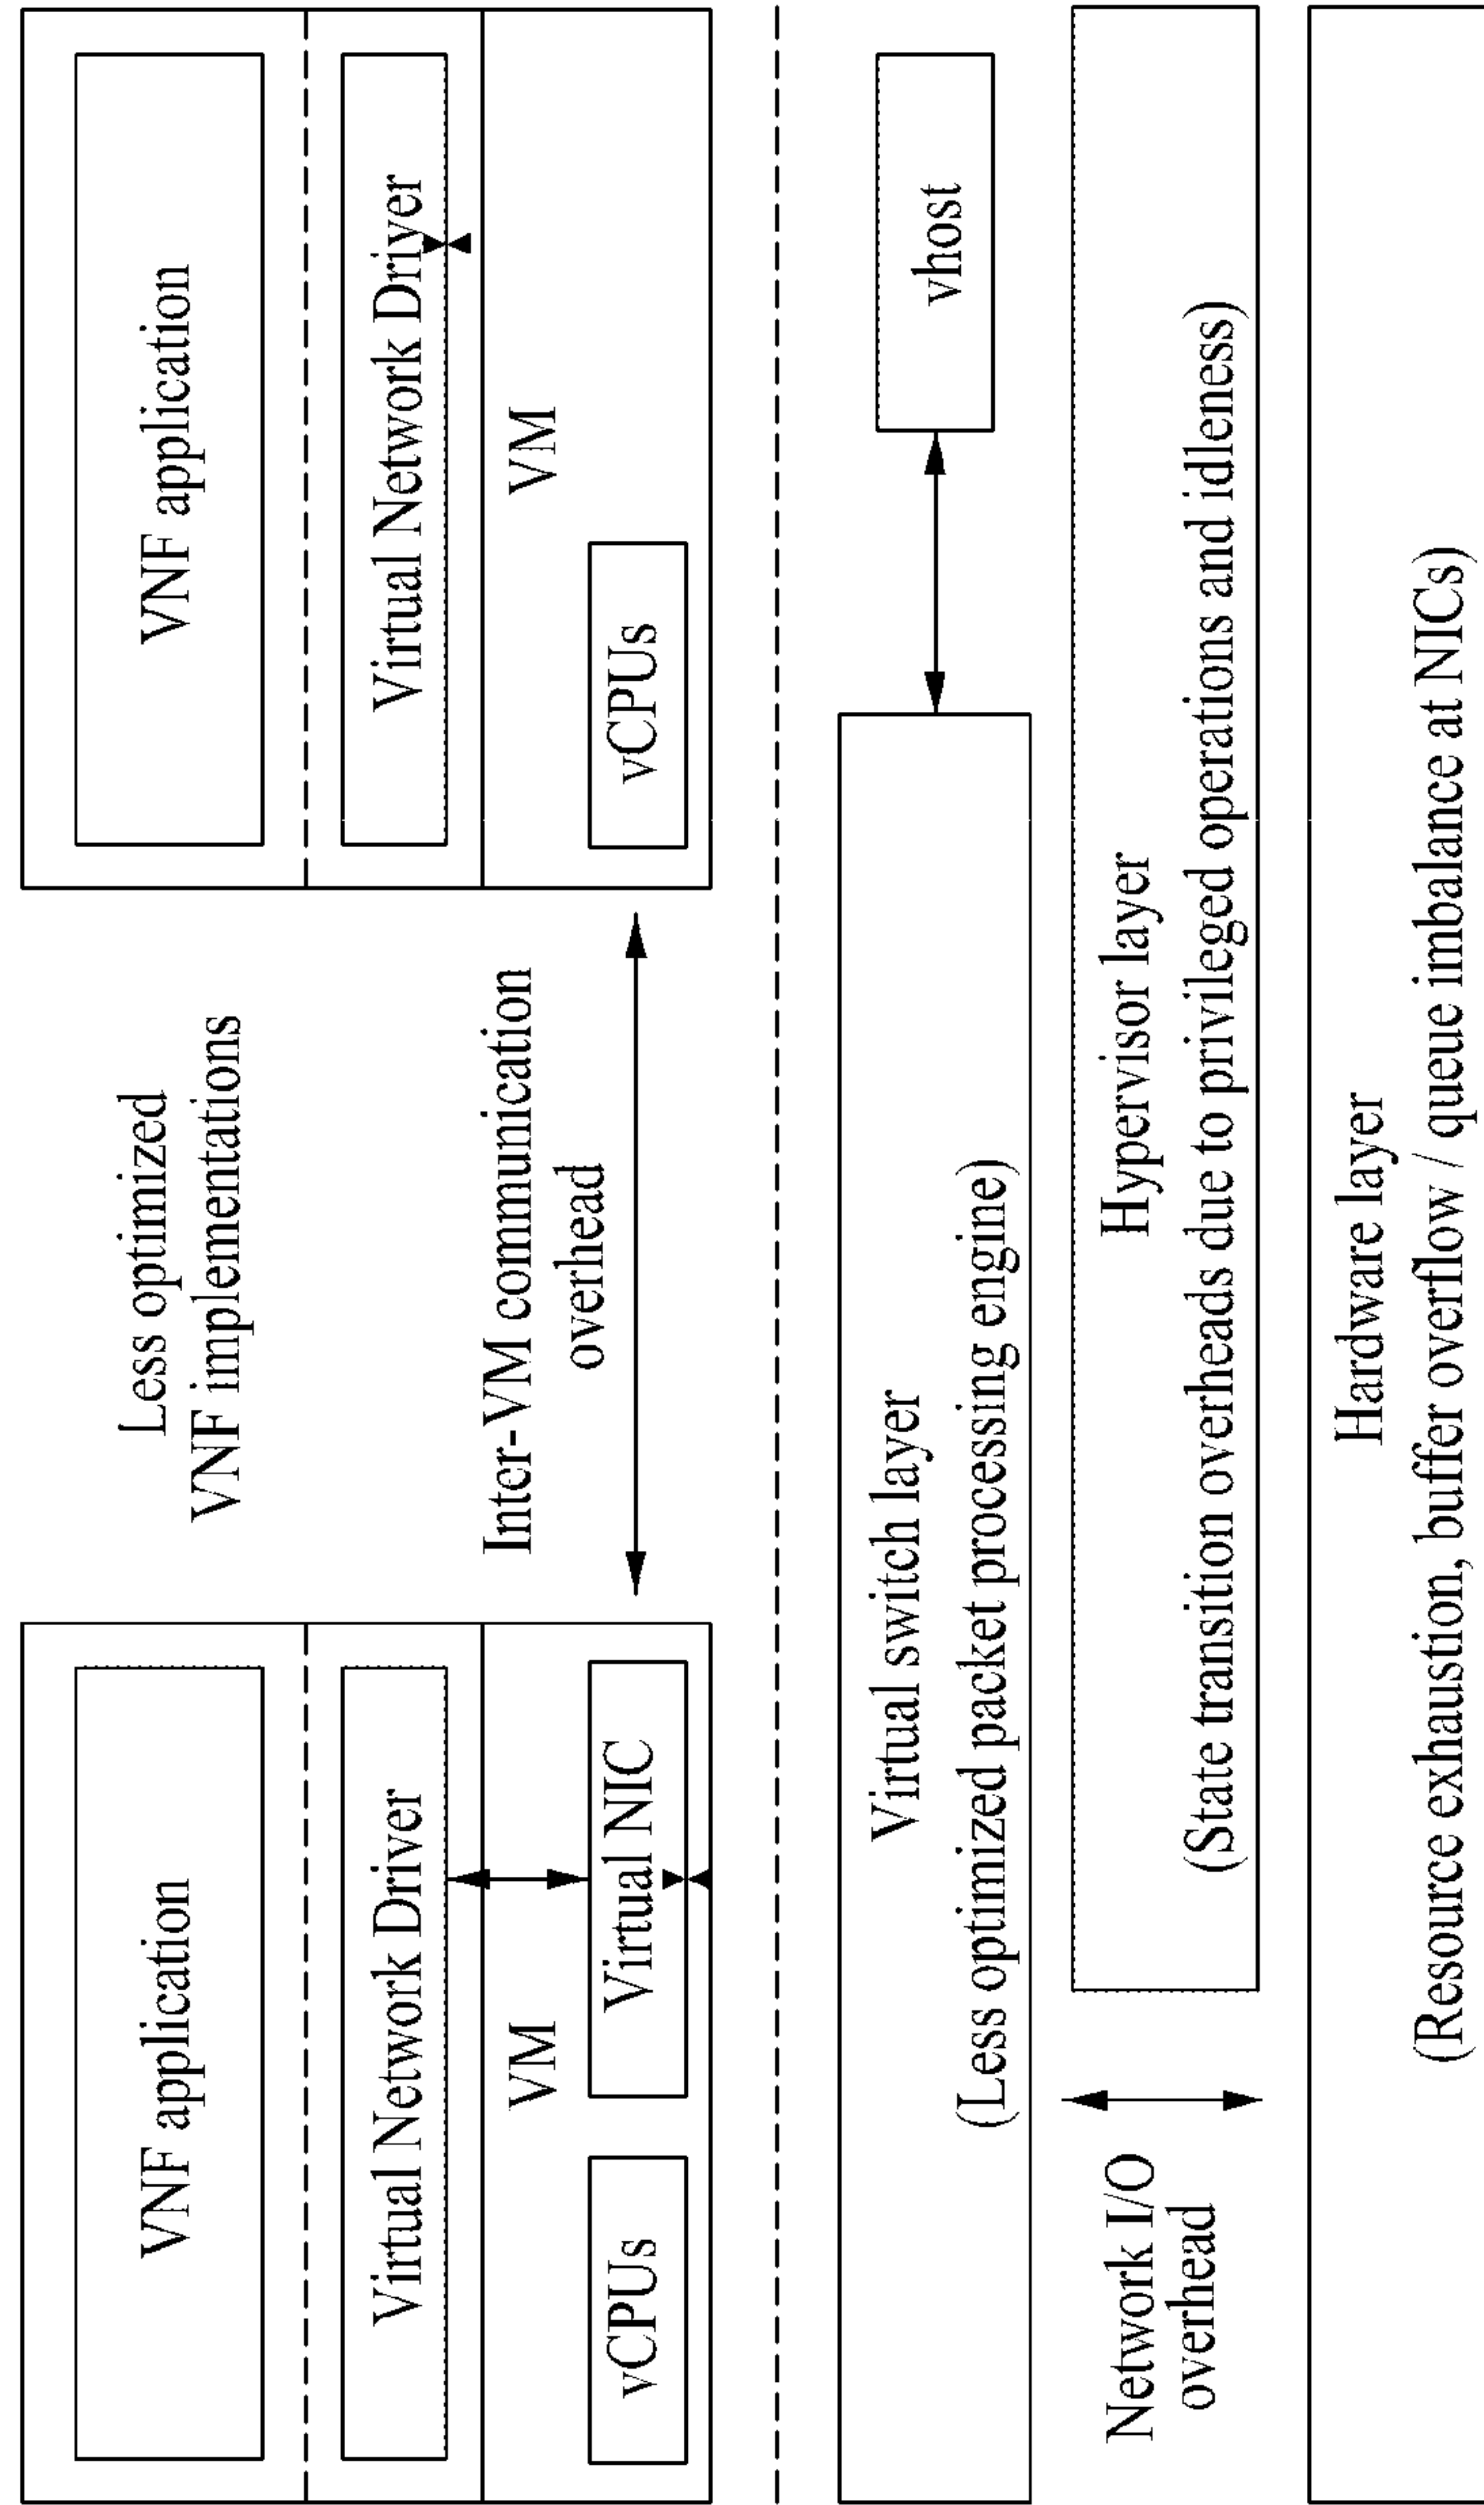 VNF application
Virtual Network Driver
VM
vCPUs
Virtual NIC
Less optimized
VNF implementations
Inter-VM communication
overhead
VNF application
Virtual Network Driver
VM
vCPUs
Virtual switch layer
(Less optimized packet processing engine)
vhost
Network I/O
overhead
Hypervisor layer
(State transition overheads due to privileged operations and idleness)
Hardware layer
(Resource exhaustion, buffer overflow / queue imbalance at NICs)